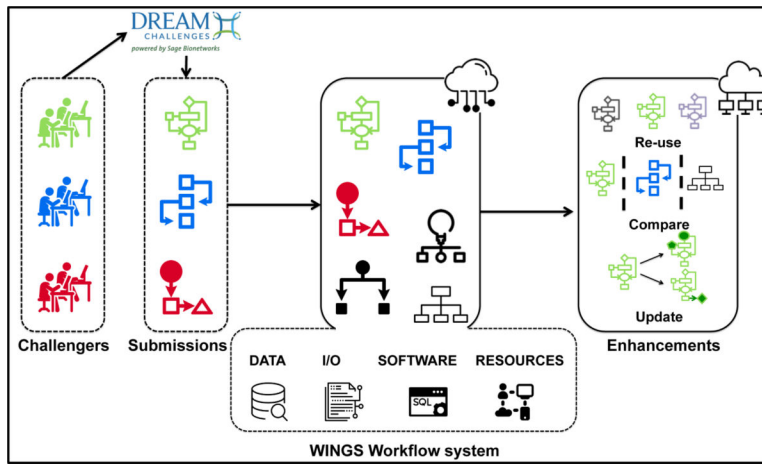 DREAM
CHALLENGES
powered by Sage Bionetworks
Re-use
Compare
Update
Challengers
Submissions
Enhancements
DATA
I/O
SOFTWARE
RESOURCES
SQL
WINGS Workflow system